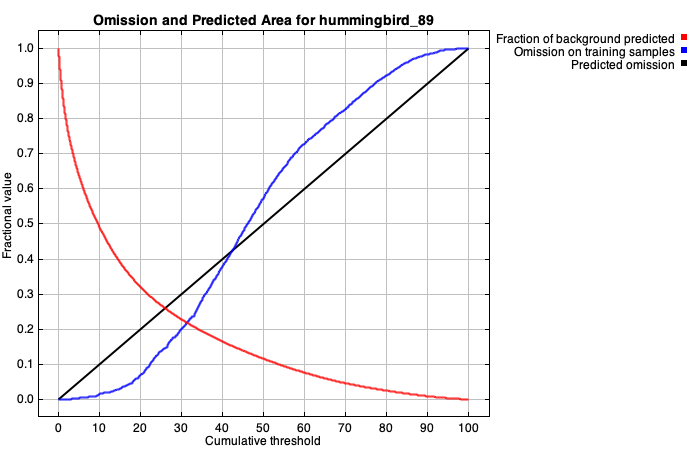 Omission and Predicted Area for hummingbird_89
Fraction of background predicted
Omission on training samples
Predicted omission
1.0
0.9
0.8
0.7
0.6
0.5
0.4
0.3
0.2
0.1
0.0
Fractional value
0 10 20 30 40 50 60 70 80 90 100
Cumulative threshold